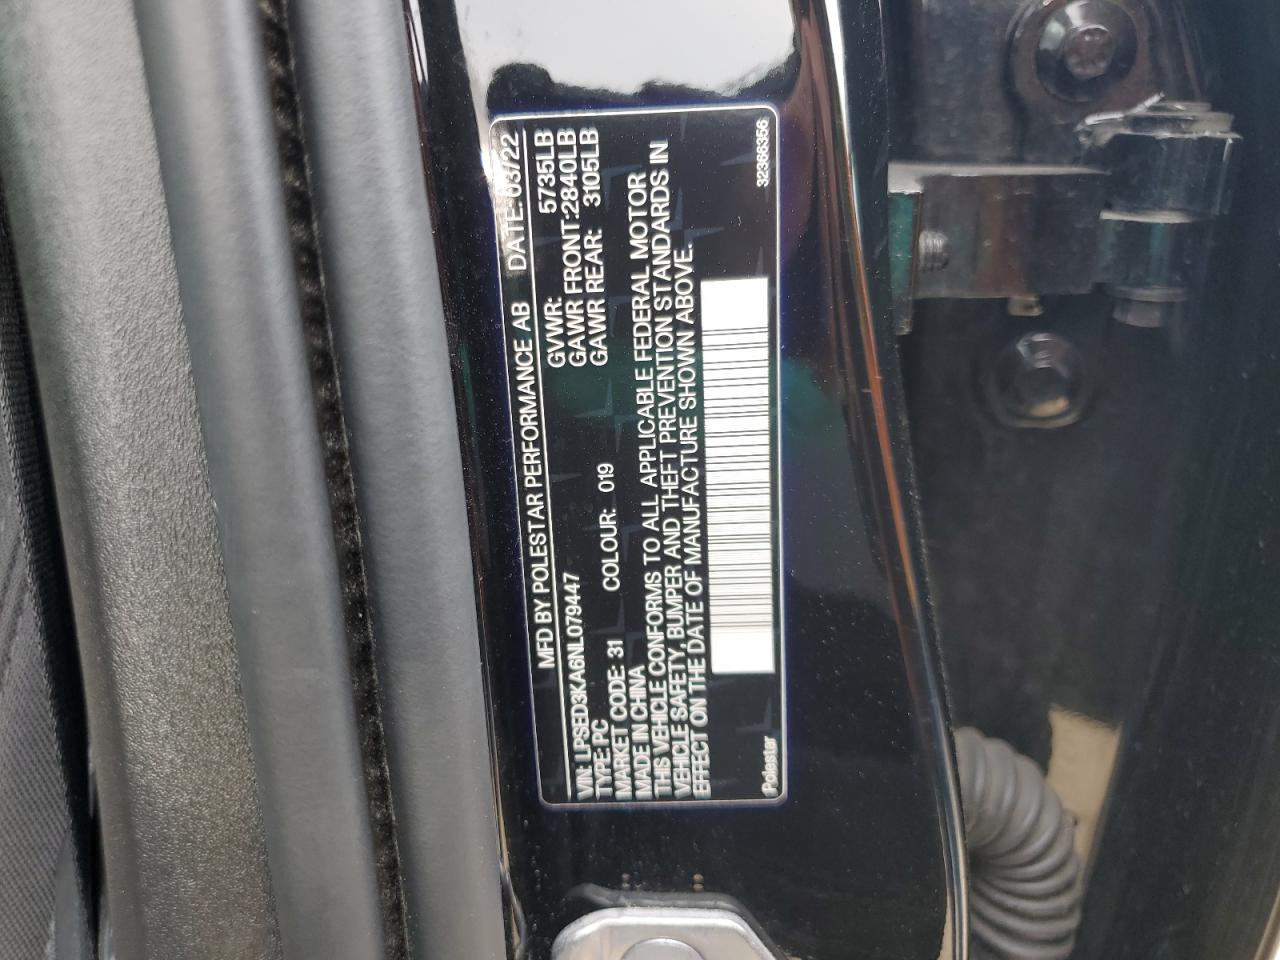 MFD BY POLESTAR PERFORMANCE AB DATE: 03/22
GVWR: 5735LB
VIN: LPSED3KA6NL079447 GAWR FRONT:2840LB
TYPE: PC GAWR REAR: 3105LB
MARKET CODE: 31 COLOUR: 019
MADE IN CHINA
THIS VEHICLE CONFORMS TO ALL APPLICABLE FEDERAL MOTOR
VEHICLE SAFETY, BUMPER AND THEFT PREVENTION STANDARDS IN
EFFECT ON THE DATE OF MANUFACTURE SHOWN ABOVE.
Polestar 32366356